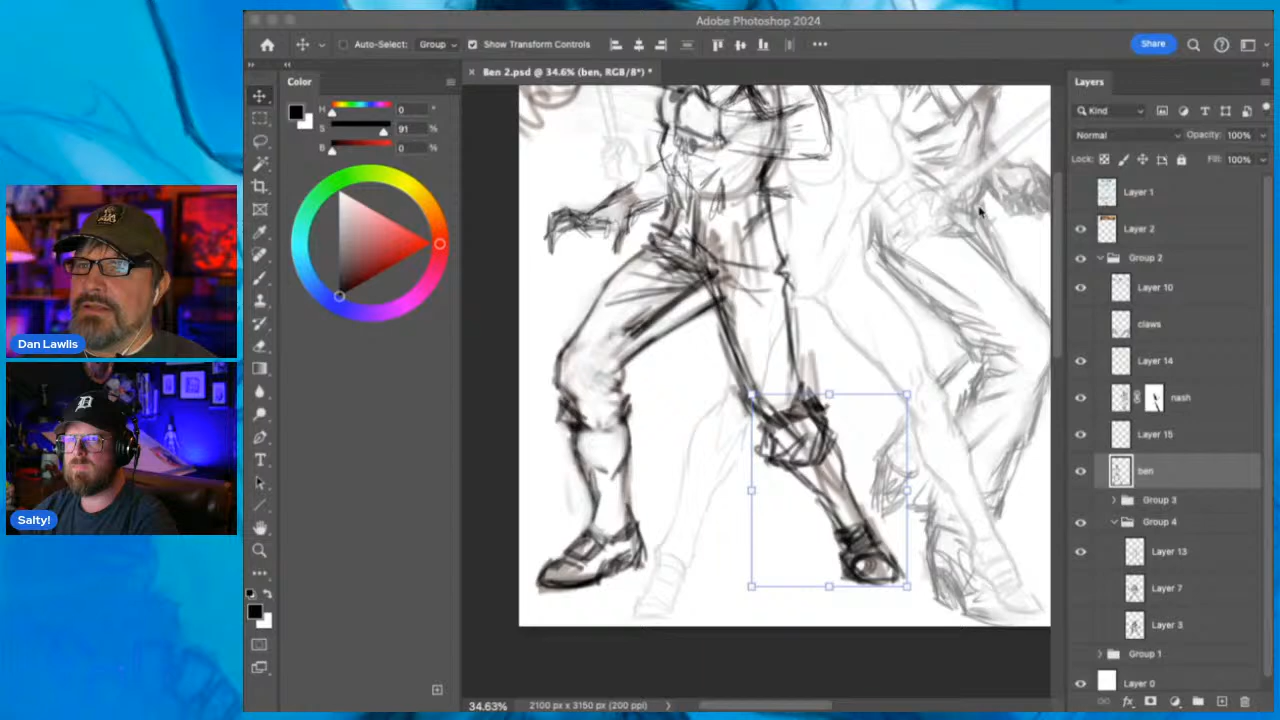 Adobe Photoshop 2024
Auto-Select: Group Show Transform Controls Share
Ben 2.psd @ 34.6% (ben, RGB/8*) *
Color
H 0 °
S 91 %
B 0 %
Layers
Kind
Normal Opacity: 100%
Lock: Fill: 100%
Layer 1
Layer 2
Group 2
Layer 10
claws
Layer 14
nash
Layer 15
ben
Group 3
Group 4
Layer 13
Layer 7
Layer 3
Group 1
Layer 0
34.63% 2100 px x 3150 px (200 ppi)
Dan Lawlis
Salty!